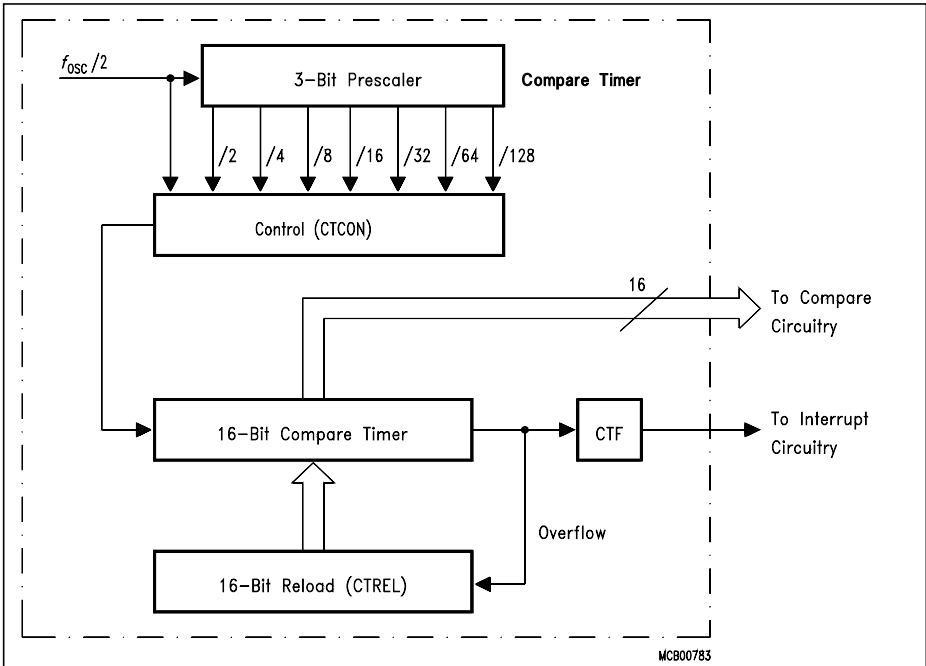 fOSC/2
3-Bit Prescaler
Compare Timer
/2
/4
/8
/16
/32
/64
/128
Control (CTCON)
16
To Compare
Circuitry
16-Bit Compare Timer
CTF
To Interrupt
Circuitry
Overflow
16-Bit Reload (CTREL)
MCB00783